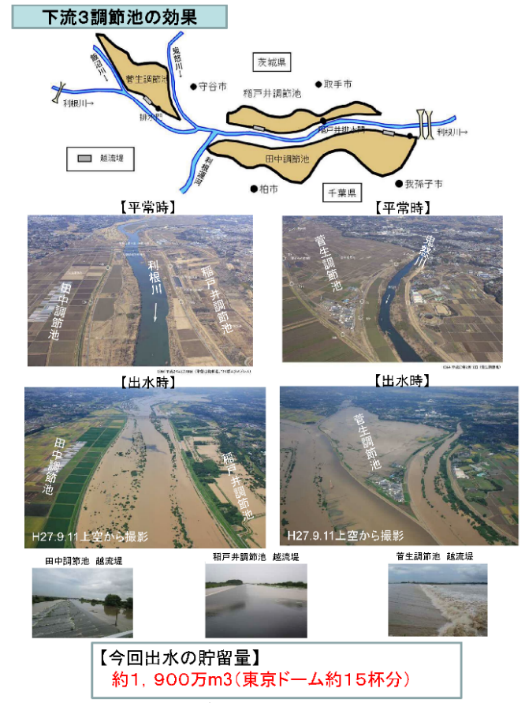 下流3調節池の効果
茨城県
鬼怒川→
飯沼川→
菅生調節池
守谷市
稲戸井調節池
取手市
利根川→
排水門
利根川→
越流堤
利根運河
田中調節池
柏市
千葉県
我孫子市
【平常時】
【平常時】
田中調節池
利根川
稲戸井調節池
菅生調節池
鬼怒川
【出水時】
【出水時】
田中調節池
稲戸井調節池
菅生調節池
H27.9.11上空から撮影
H27.9.11上空から撮影
田中調節池 越流堤
稲戸井調節池 越流堤
菅生調節池 越流堤
【今回出水の貯留量】
約1,900万m3(東京ドーム約15杯分)